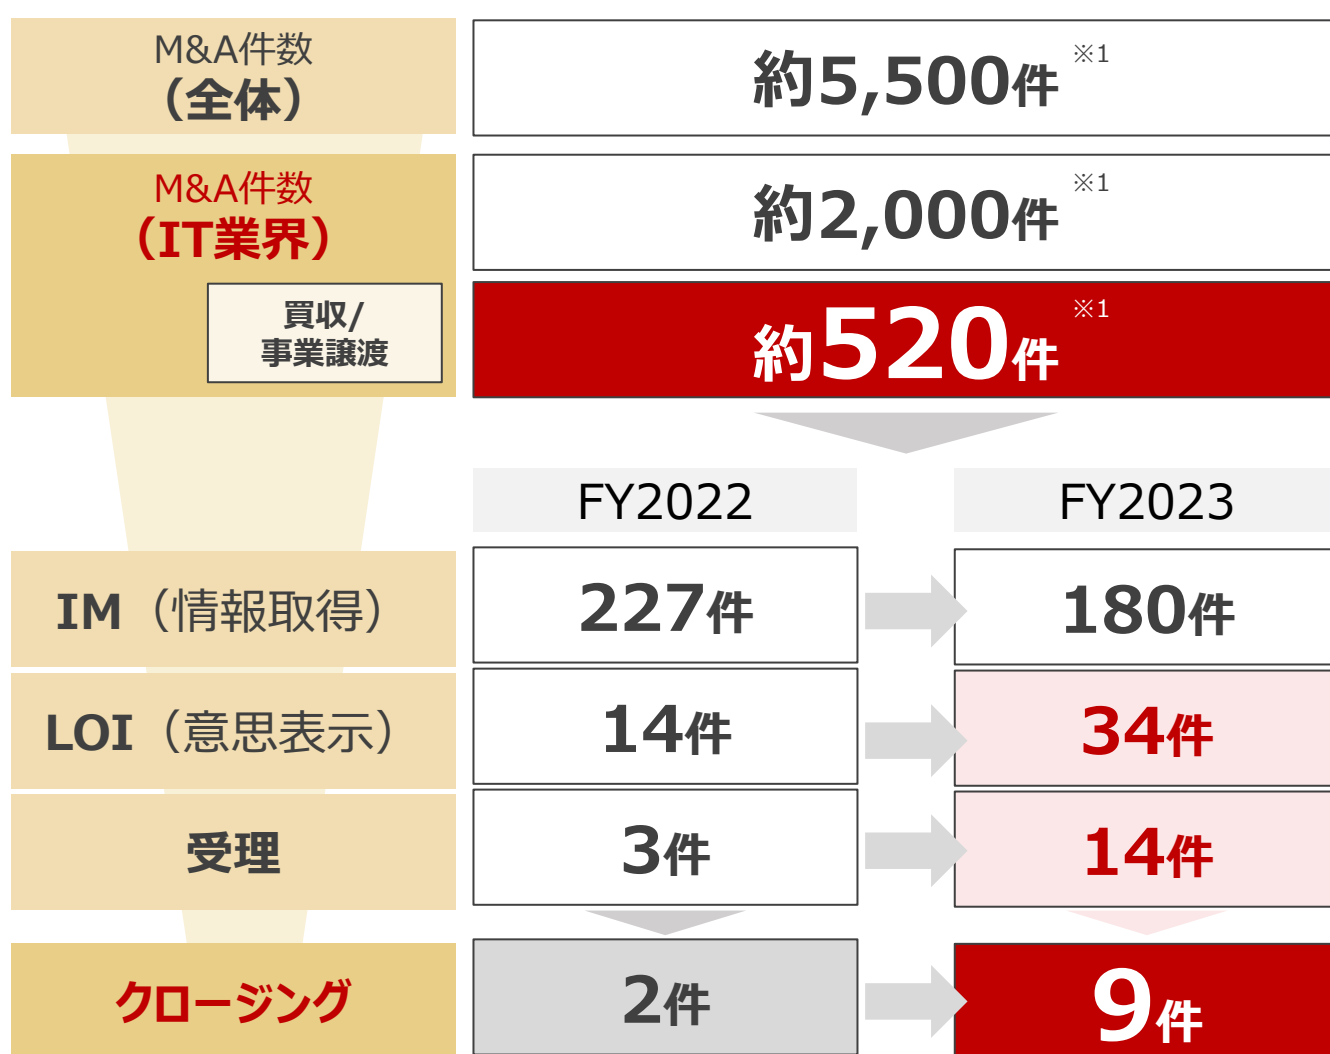 M&A件数
（全体）
約5,500件 ※1
M&A件数
（IT業界）
約2,000件 ※1
買収/
事業譲渡
約520件 ※1
FY2022
FY2023
IM（情報取得）
227件
180件
LOI（意思表示）
14件
34件
受理
3件
14件
クロージング
2件
9件